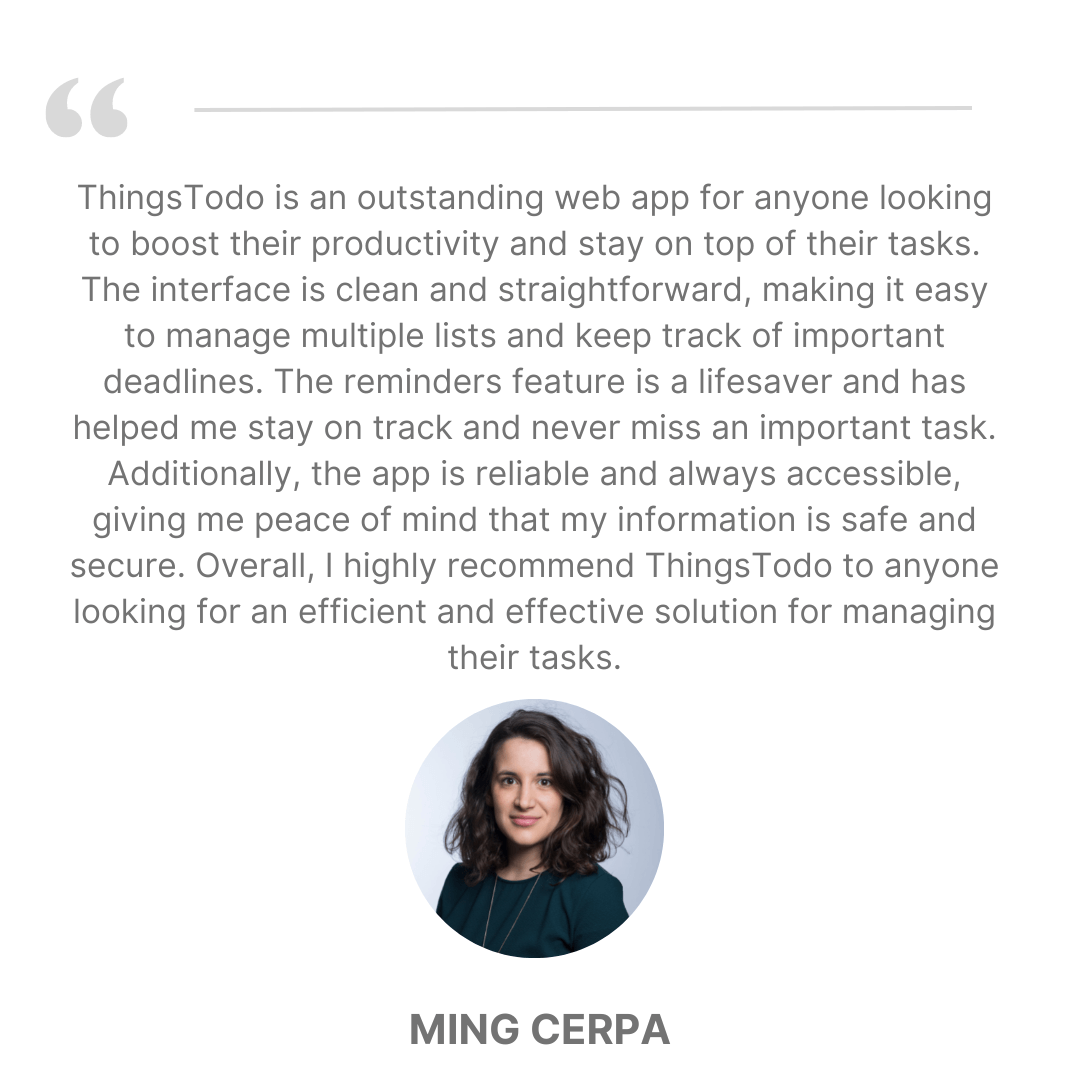 “
ThingsTodo is an outstanding web app for anyone looking
to boost their productivity and stay on top of their tasks.
The interface is clean and straightforward, making it easy
to manage multiple lists and keep track of important
deadlines. The reminders feature is a lifesaver and has
helped me stay on track and never miss an important task.
Additionally, the app is reliable and always accessible,
giving me peace of mind that my information is safe and
secure. Overall, I highly recommend ThingsTodo to anyone
looking for an efficient and effective solution for managing
their tasks.
MING CERPA